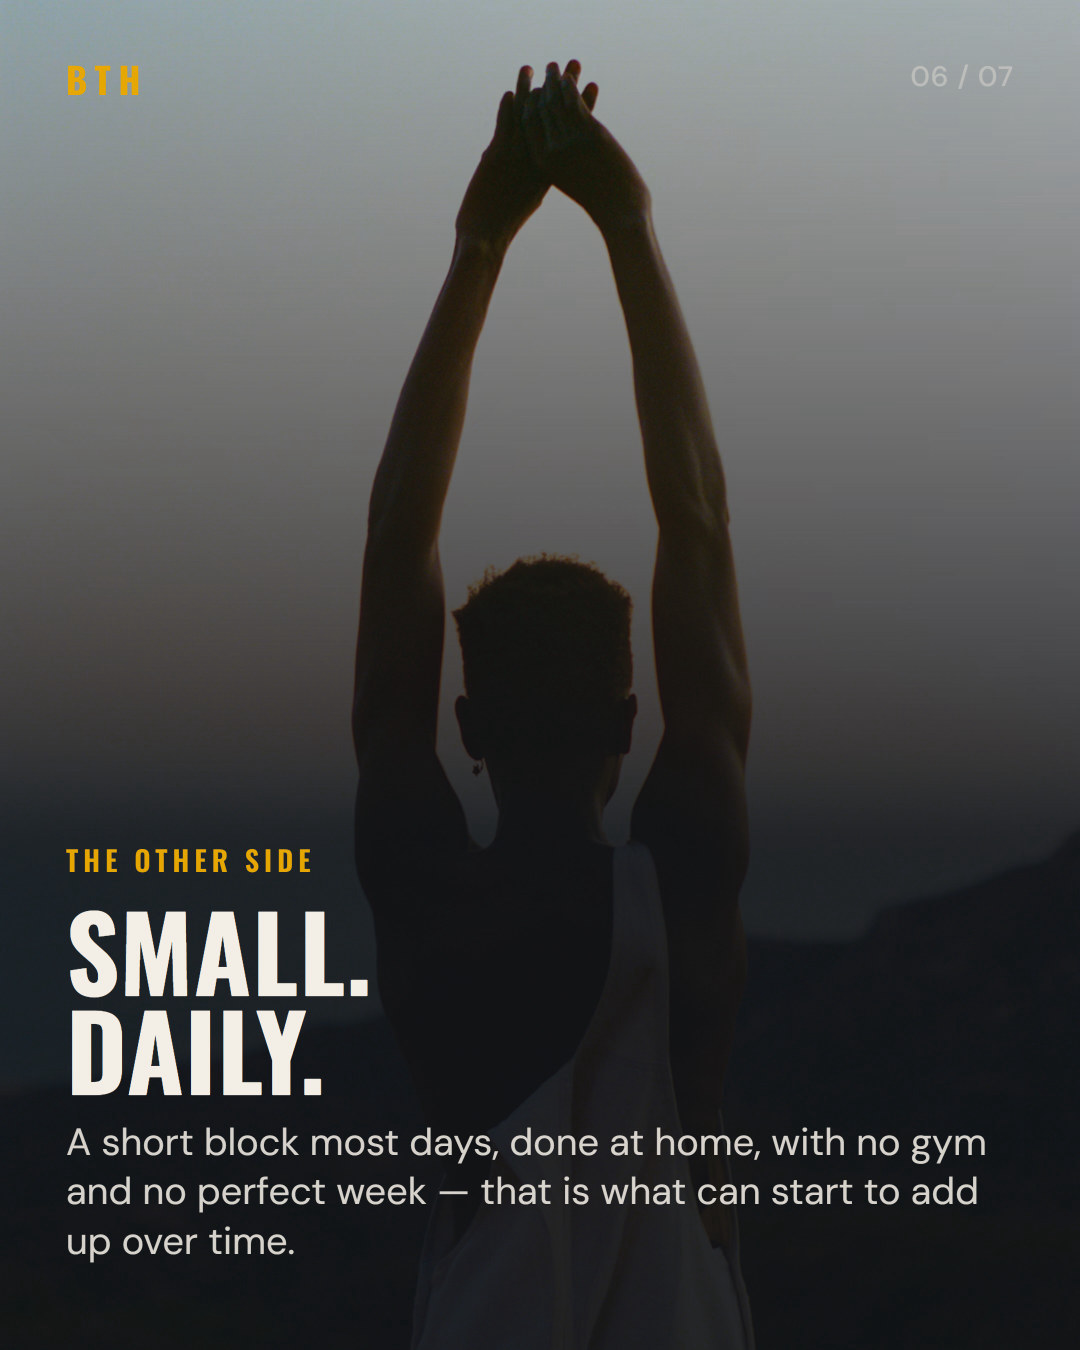 BTH
06 / 07
THE OTHER SIDE
SMALL.
DAILY.
A short block most days, done at home, with no gym
and no perfect week — that is what can start to add
up over time.